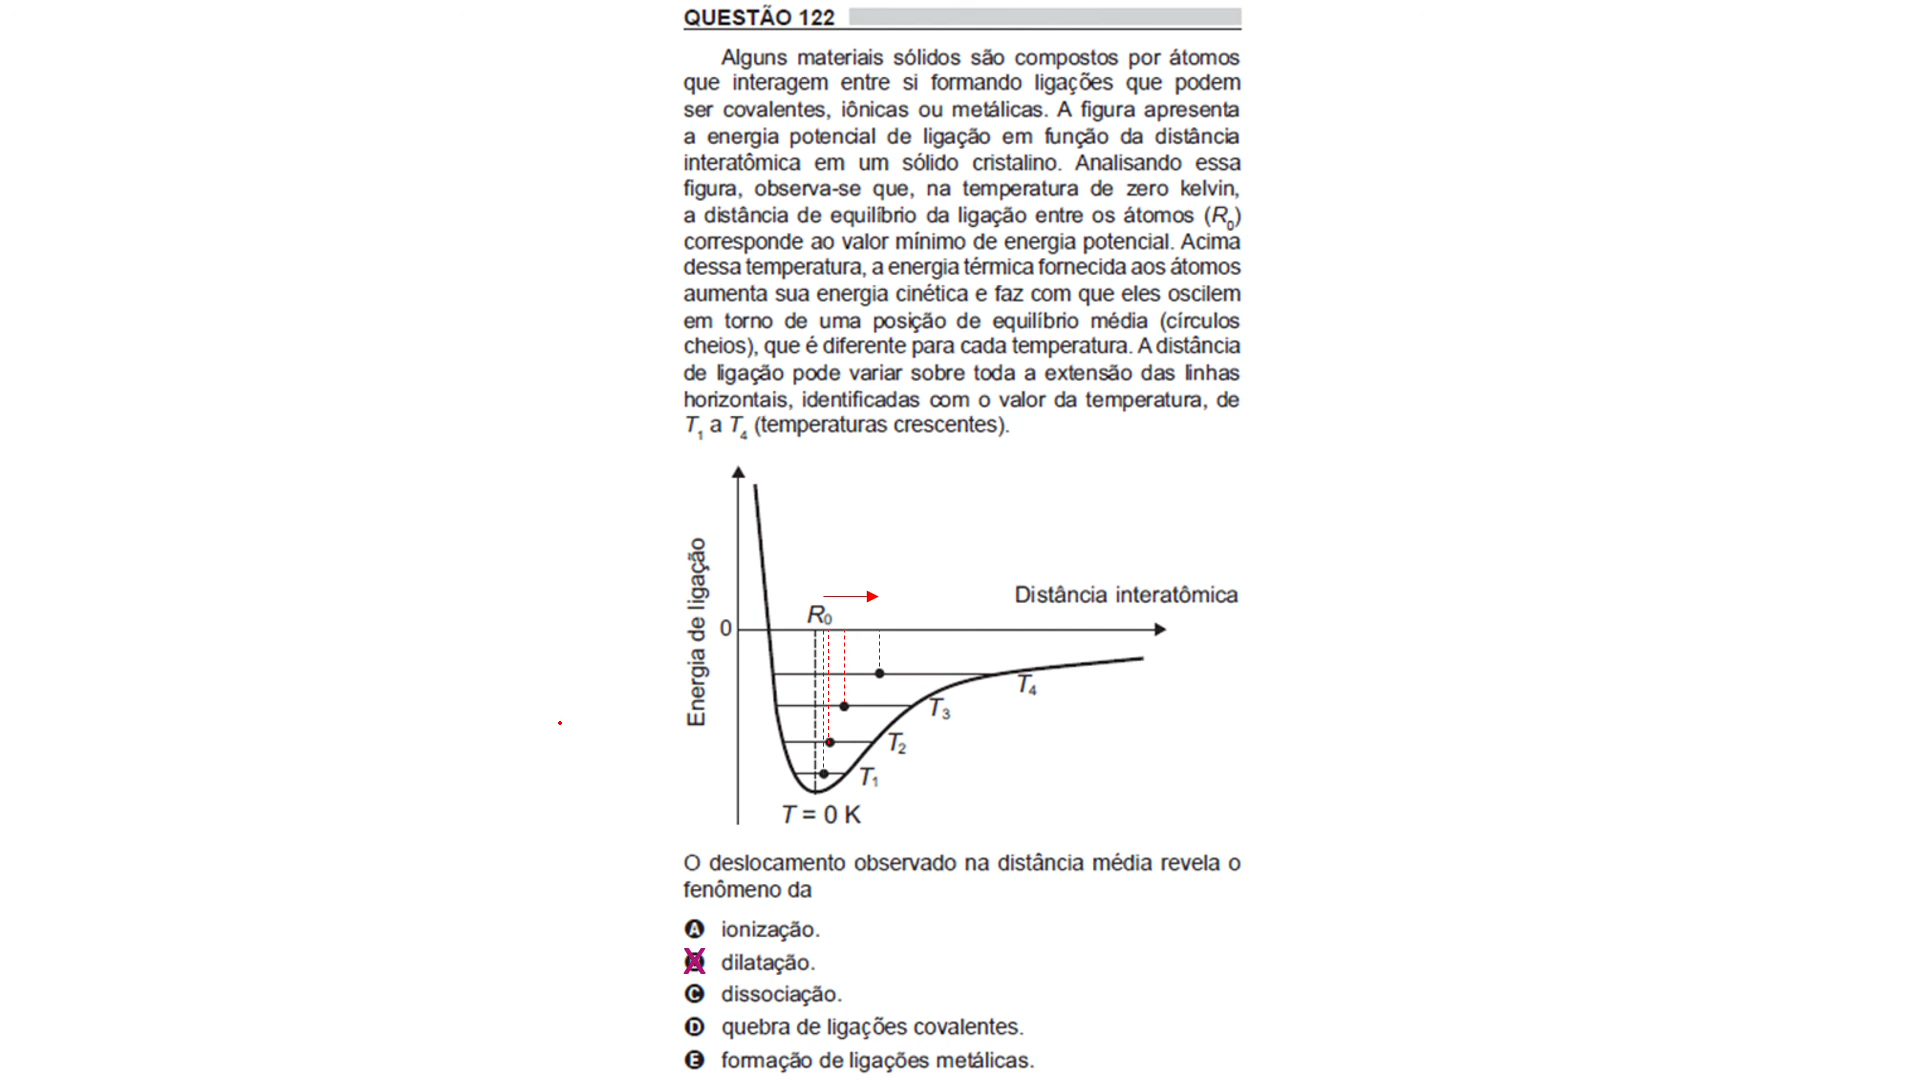 QUESTÃO 122
Alguns materiais sólidos são compostos por átomos
que interagem entre si formando ligações que podem
ser covalentes, iônicas ou metálicas. A figura apresenta
a energia potencial de ligação em função da distância
interatômica em um sólido cristalino. Analisando essa
figura, observa-se que, na temperatura de zero kelvin,
a distância de equilíbrio da ligação entre os átomos (R₀)
corresponde ao valor mínimo de energia potencial. Acima
dessa temperatura, a energia térmica fornecida aos átomos
aumenta sua energia cinética e faz com que eles oscilem
em torno de uma posição de equilíbrio média (círculos
cheios), que é diferente para cada temperatura. A distância
de ligação pode variar sobre toda a extensão das linhas
horizontais, identificadas com o valor da temperatura, de
T₁ a T₄ (temperaturas crescentes).
Energia de ligação
Distância interatômica
R₀
0
T₄
T₃
T₂
T₁
T = 0 K
O deslocamento observado na distância média revela o
fenômeno da
A ionização.
X dilatação.
C dissociação.
D quebra de ligações covalentes.
E formação de ligações metálicas.